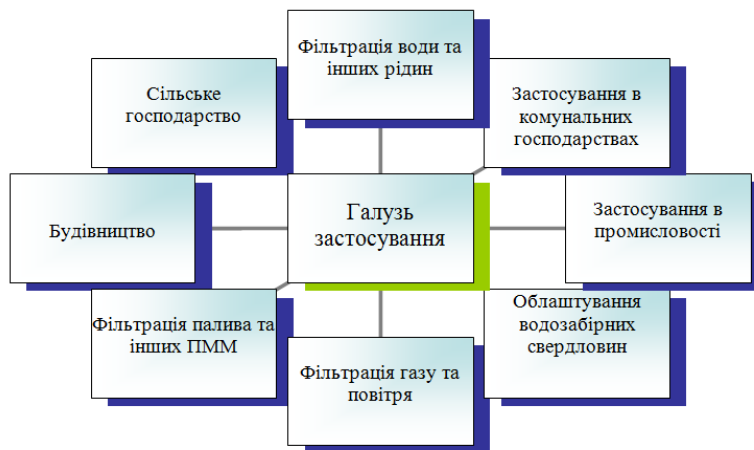 Фільтрація води та
інших рідин
Сільське
господарство
Застосування в
комунальних
господарствах
Будівництво
Галузь
застосування
Застосування в
промисловості
Фільтрація палива та
інших ПММ
Облаштування
водозабірних
свердловин
Фільтрація газу та
повітря